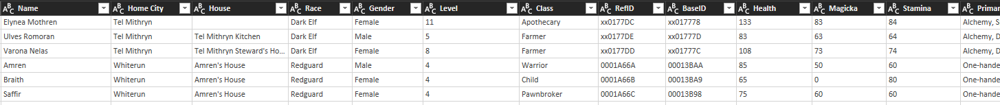 Name Home City House Race Gender Level Class RefID BaseID Health Magicka Stamina Primar
Elynea Mothren Tel Mithryn Dark Elf Female 11 Apothecary xx0177DC xx017778 133 83 84 Alchemy, S
Ulves Romoran Tel Mithryn Tel Mithryn Kitchen Dark Elf Male 5 Farmer xx0177DE xx01777D 83 63 64 Alchemy, D
Varona Nelas Tel Mithryn Tel Mithryn Steward's Ho... Dark Elf Female 8 Farmer xx0177DD xx01777C 108 73 74 Alchemy, D
Amren Whiterun Amren's House Redguard Male 4 Warrior 0001A66A 00013BAA 85 50 60 One-hande
Braith Whiterun Amren's House Redguard Female 4 Child 0001A66B 00013BA9 65 0 80 One-hande
Saffir Whiterun Amren's House Redguard Female 4 Pawnbroker 0001A66C 00013B98 75 60 60 One-hande